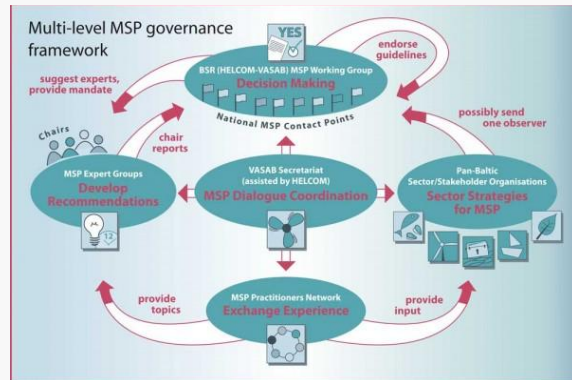 Multi-level MSP governance
framework
YES
BSR (HELCOM-VASAB) MSP Working Group
Decision Making
National MSP Contact Points
endorse
guidelines
suggest experts,
provide mandate
Chairs
chair
reports
possibly send
one observer
MSP Expert Groups
Develop
Recommendations
VASAB Secretariat
(assisted by HELCOM)
MSP Dialogue Coordination
Pan-Baltic
Sector/Stakeholder Organisations
Sector Strategies
for MSP
provide
topics
MSP Practitioners Network
Exchange Experience
provide
input